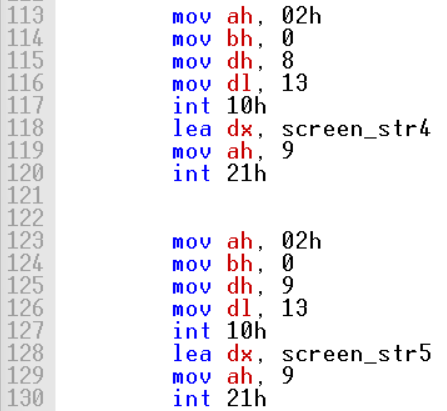 113 mov ah, 02h
114 mov bh, 0
115 mov dh, 8
116 mov dl, 13
117 int 10h
118 lea dx, screen_str4
119 mov ah, 9
120 int 21h
121
122
123 mov ah, 02h
124 mov bh, 0
125 mov dh, 9
126 mov dl, 13
127 int 10h
128 lea dx, screen_str5
129 mov ah, 9
130 int 21h